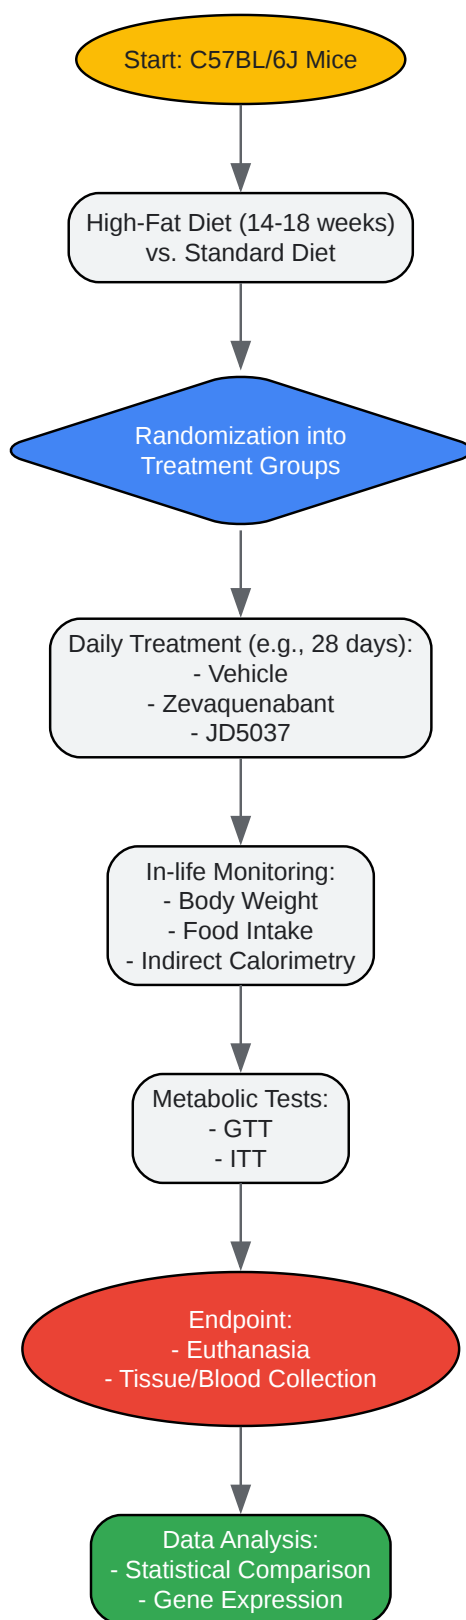 Start: C57BL/6J Mice
High-Fat Diet (14-18 weeks)
vs. Standard Diet
Randomization into
Treatment Groups
Daily Treatment (e.g., 28 days):
- Vehicle
- Zevaquenabant
- JD5037
In-life Monitoring:
- Body Weight
- Food Intake
- Indirect Calorimetry
Metabolic Tests:
- GTT
- ITT
Endpoint:
- Euthanasia
- Tissue/Blood Collection
Data Analysis:
- Statistical Comparison
- Gene Expression